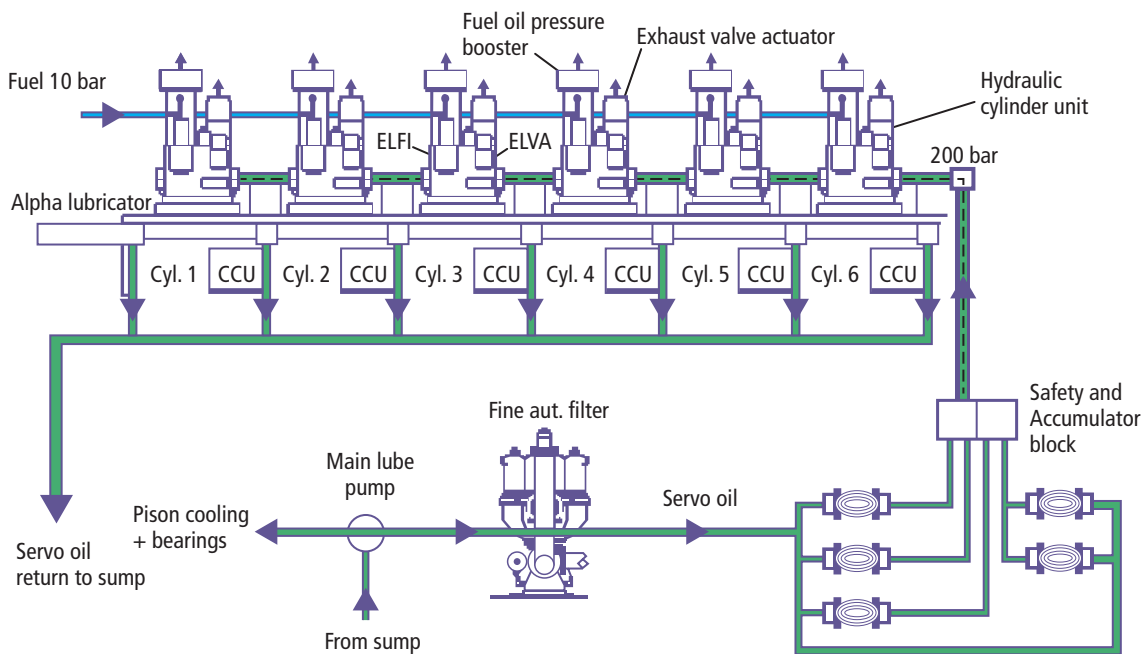 Fuel oil pressure
booster
Exhaust valve actuator
Fuel 10 bar
Hydraulic
cylinder unit
ELFI
ELVA
200 bar
Alpha lubricator
Cyl. 1
CCU
Cyl. 2
CCU
Cyl. 3
CCU
Cyl. 4
CCU
Cyl. 5
CCU
Cyl. 6
CCU
Safety and
Accumulator
block
Fine aut. filter
Main lube
pump
Servo oil
Pison cooling
+ bearings
Servo oil
return to sump
From sump